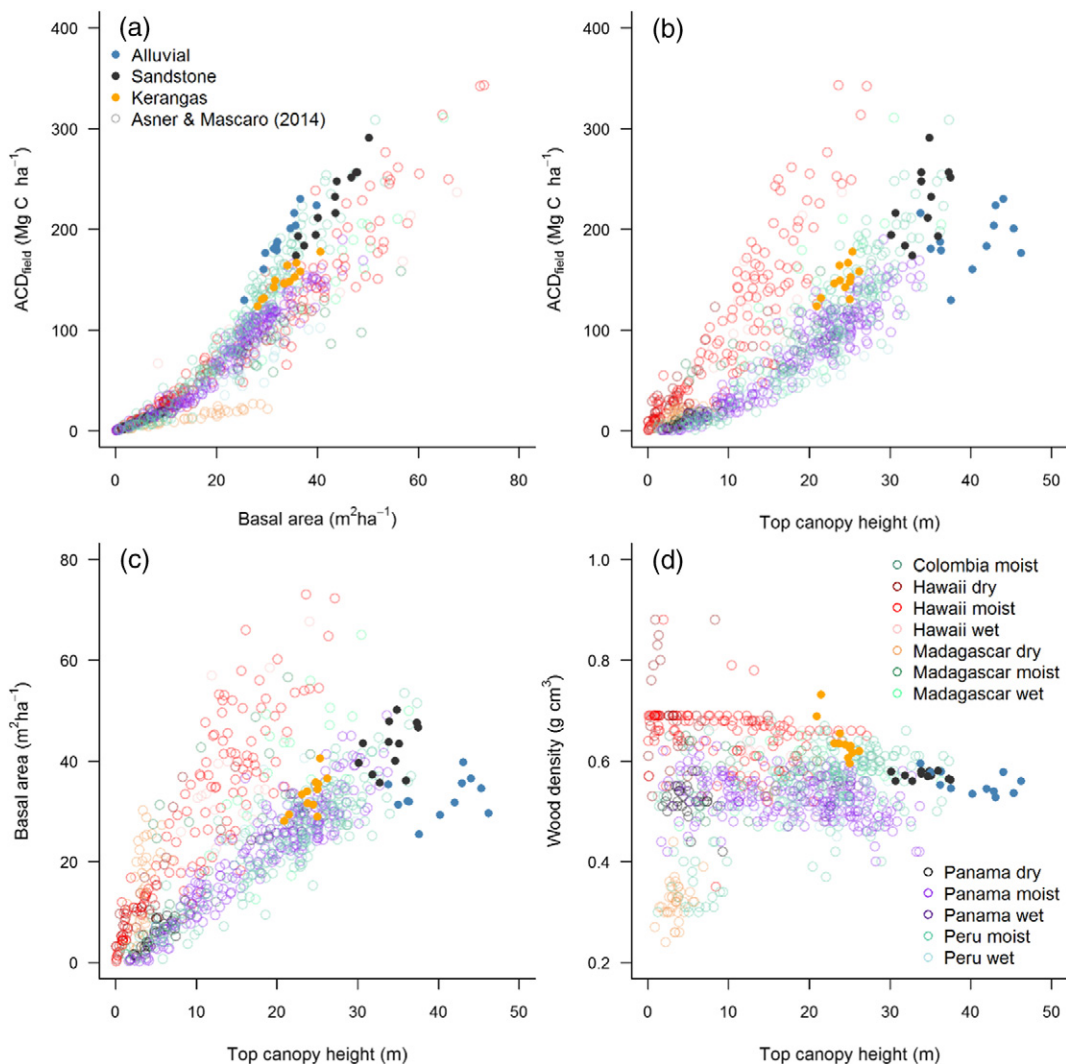 (a)
400
300
200
100
0
ACD_field (Mg C ha⁻¹)
Alluvial
Sandstone
Kerangas
Asner & Mascaro (2014)
0 20 40 60 80
Basal area (m²ha⁻¹)
(b)
400
300
200
100
0
ACD_field (Mg C ha⁻¹)
0 10 20 30 40 50
Top canopy height (m)
(c)
80
60
40
20
0
Basal area (m²ha⁻¹)
0 10 20 30 40 50
Top canopy height (m)
(d)
1.0
0.8
0.6
0.4
0.2
Wood density (g cm³)
Colombia moist
Hawaii dry
Hawaii moist
Hawaii wet
Madagascar dry
Madagascar moist
Madagascar wet
Panama dry
Panama moist
Panama wet
Peru moist
Peru wet
0 10 20 30 40 50
Top canopy height (m)